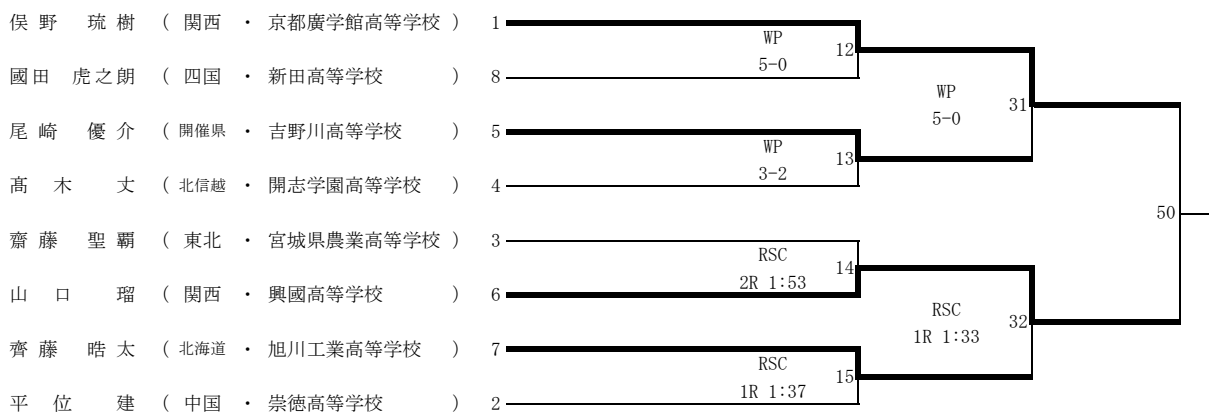 俣野 琉樹 ( 関西 ・ 京都廣学館高等学校 ) 1
WP 12
國田 虎之朗 ( 四国 ・ 新田高等学校 ) 8
5-0
WP 31
5-0
尾崎 優介 ( 開催県 ・ 吉野川高等学校 ) 5
WP 13
3-2
髙木 丈 ( 北信越 ・ 開志学園高等学校 ) 4
50
齋藤 聖覇 ( 東北 ・ 宮城県農業高等学校 ) 3
RSC 14
2R 1:53
山口 瑠 ( 関西 ・ 興國高等学校 ) 6
RSC 32
1R 1:33
齊藤 晧太 ( 北海道 ・ 旭川工業高等学校 ) 7
RSC 15
1R 1:37
平位 建 ( 中国 ・ 崇徳高等学校 ) 2